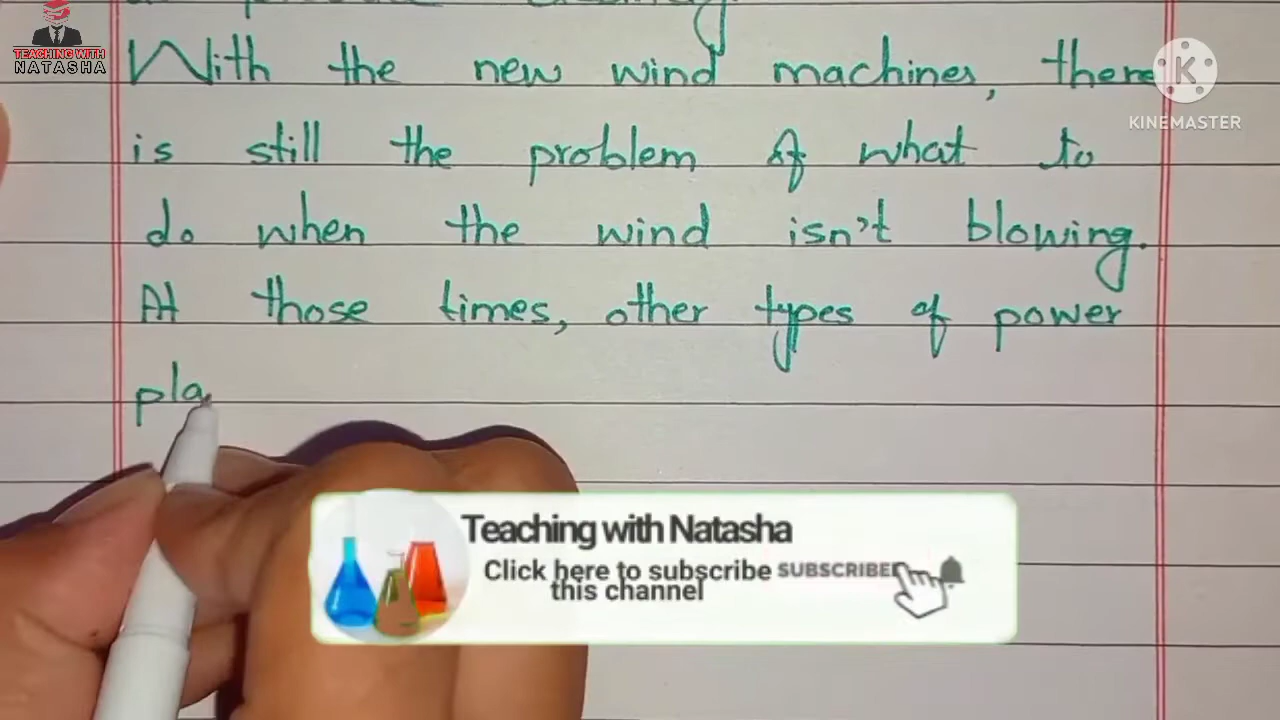 TEACHING WITH
NATASHA
With the new wind machines, there
KINEMASTER
is still the problem of what to
do when the wind isn't blowing.
At those times, other types of power
pla
Teaching with Natasha
Click here to subscribe SUBSCRIBE
this channel